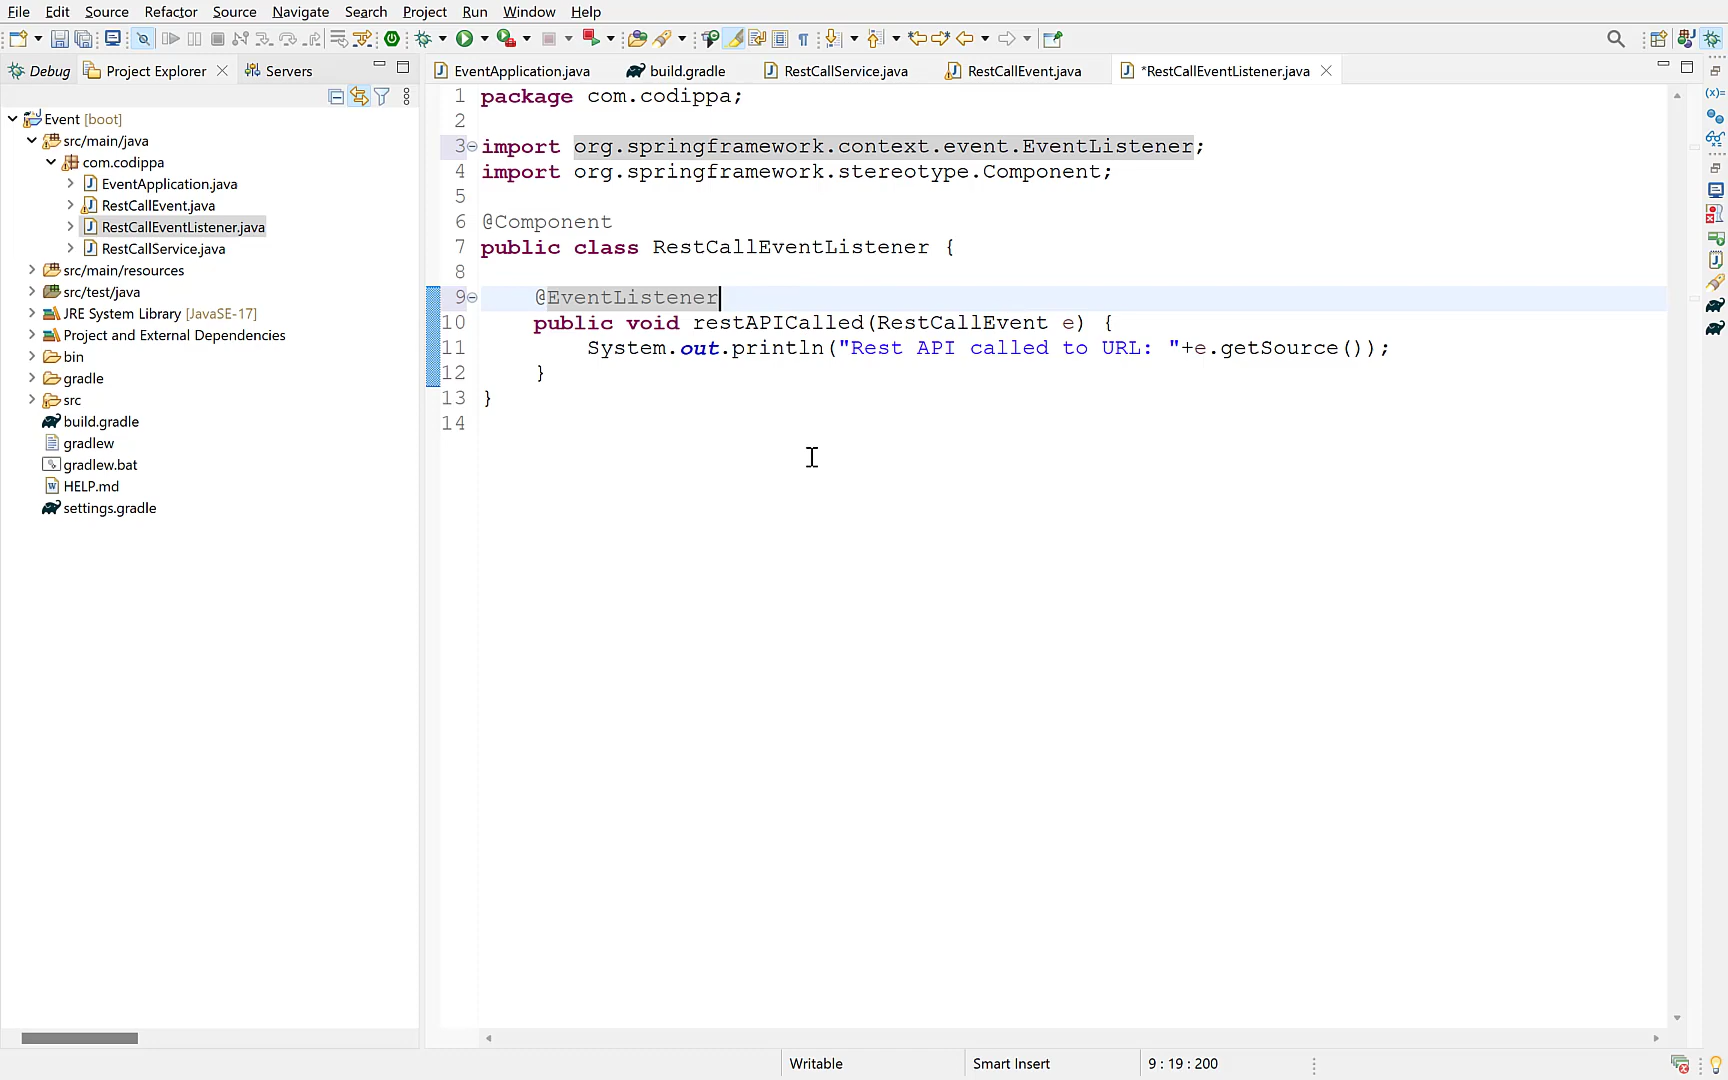 File Edit Source Refactor Source Navigate Search Project Run Window Help
Debug Project Explorer Servers
EventApplication.java build.gradle RestCallService.java RestCallEvent.java *RestCallEventListener.java
Event [boot]
src/main/java
com.codippa
EventApplication.java
RestCallEvent.java
RestCallEventListener.java
RestCallService.java
src/main/resources
src/test/java
JRE System Library [JavaSE-17]
Project and External Dependencies
bin
gradle
src
build.gradle
gradlew
gradlew.bat
HELP.md
settings.gradle
1 package com.codippa;
2
3 import org.springframework.context.event.EventListener;
4 import org.springframework.stereotype.Component;
5
6 @Component
7 public class RestCallEventListener {
8
9 @EventListener
10 public void restAPICalled(RestCallEvent e) {
11 System.out.println("Rest API called to URL: "+e.getSource());
12 }
13 }
14
Writable Smart Insert 9 : 19 : 200